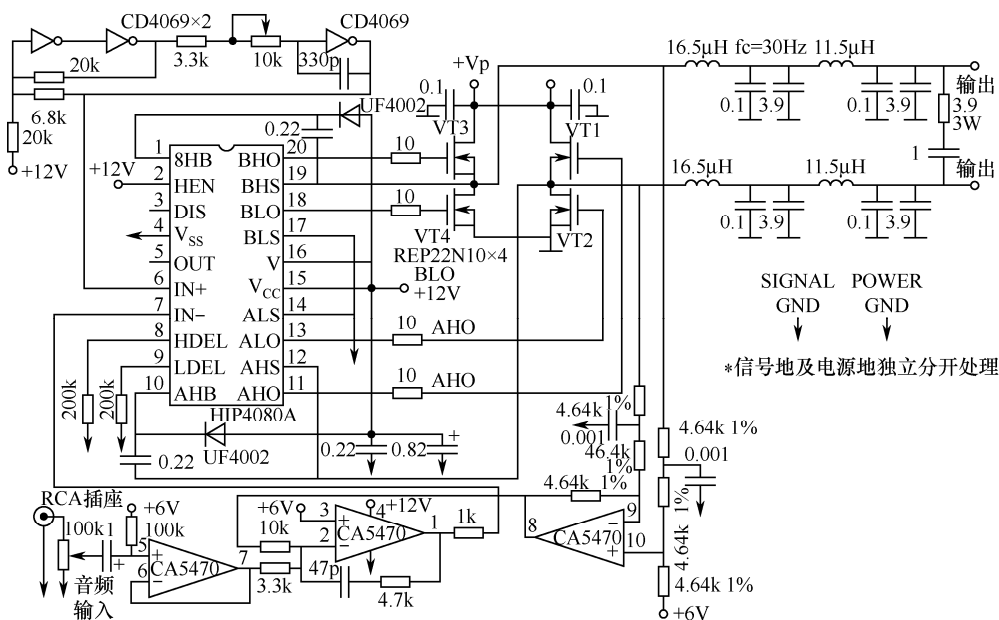 CD4069×2
CD4069
20k
3.3k
10k
330p
6.8k
20k
+12V
UF4002
0.22
+12V
1
2
3
4
5
6
7
8
9
10
8HB
HEN
DIS
VSS
OUT
IN+
IN−
HDEL
LDEL
AHB
BHO
BHS
BLO
BLS
V
VCC
ALS
ALO
AHS
AHO
20
19
18
17
16
15
14
13
12
11
HIP4080A
10
10
+Vp
0.1
0.1
VT3
VT1
VT4
VT2
REP22N10×4
BLO
+12V
10
AHO
10
AHO
16.5μH
fc=30Hz
11.5μH
输出
0.1
3.9
0.1
3.9
3.9
3W
1
输出
16.5μH
11.5μH
0.1
3.9
0.1
3.9
SIGNAL
GND
POWER
GND
*信号地及电源地独立分开处理
200k
200k
UF4002
0.22
0.22
0.82
+
4.64k
1%
0.001
46.4k
1%
4.64k
1%
4.64k 1%
0.001
1%
4.64k
4.64k 1%
+6V
RCA插座
100k
1
+
+6V
100k
音频
输入
5
+
6
−
CA5470
7
10k
3.3k
+6V
3
+
2
−
4
+12V
CA5470
1
1k
47p
4.7k
8
CA5470
9
−
10
+